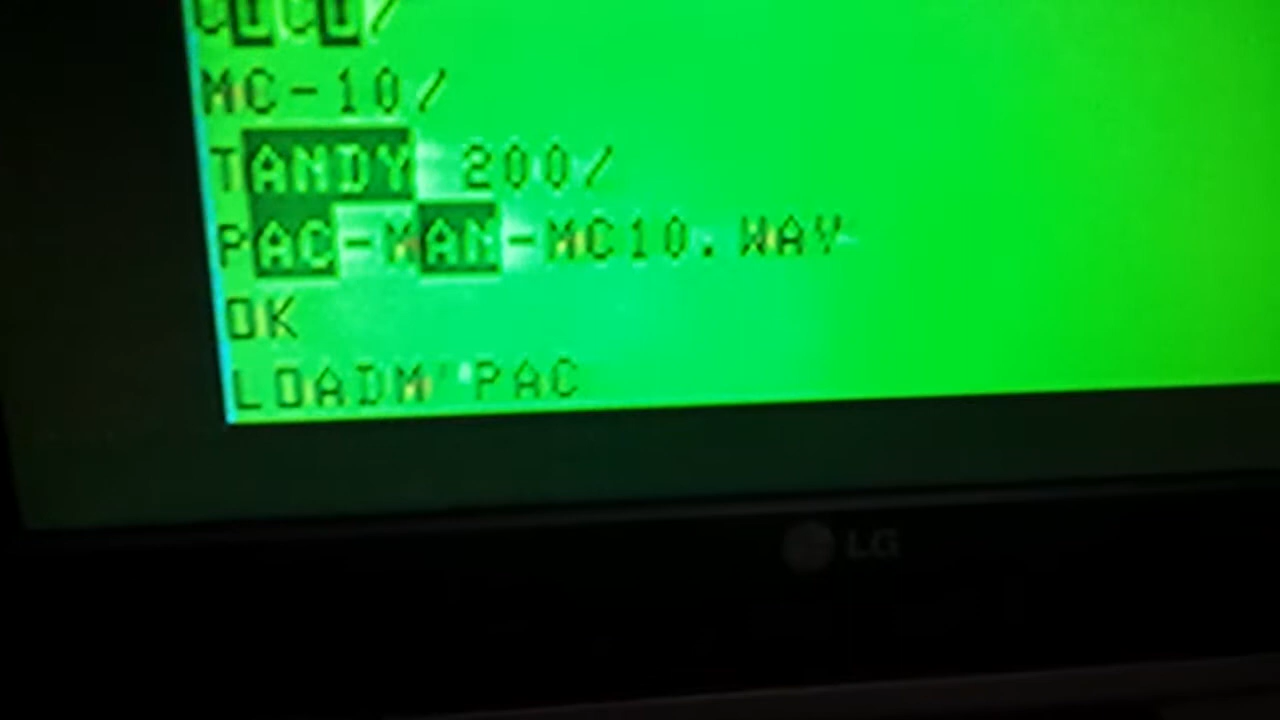 MC-10/
TANDY 200/
PAC-MAN-MC10.WAV
OK
LOADM "PAC
LG